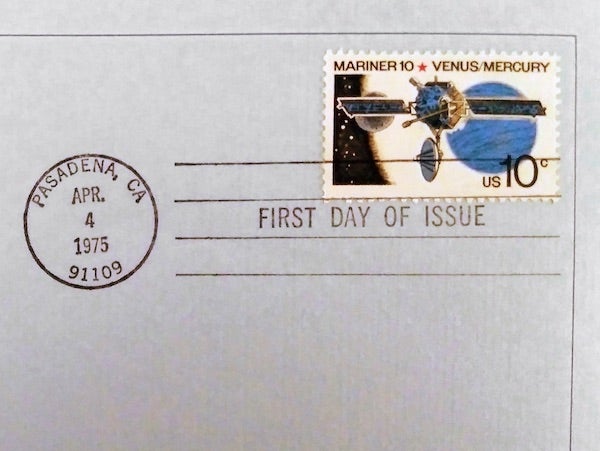 MARINER 10 ★ VENUS/MERCURY
US 10c
PASADENA, CA
APR.
4
1975
91109
FIRST DAY OF ISSUE